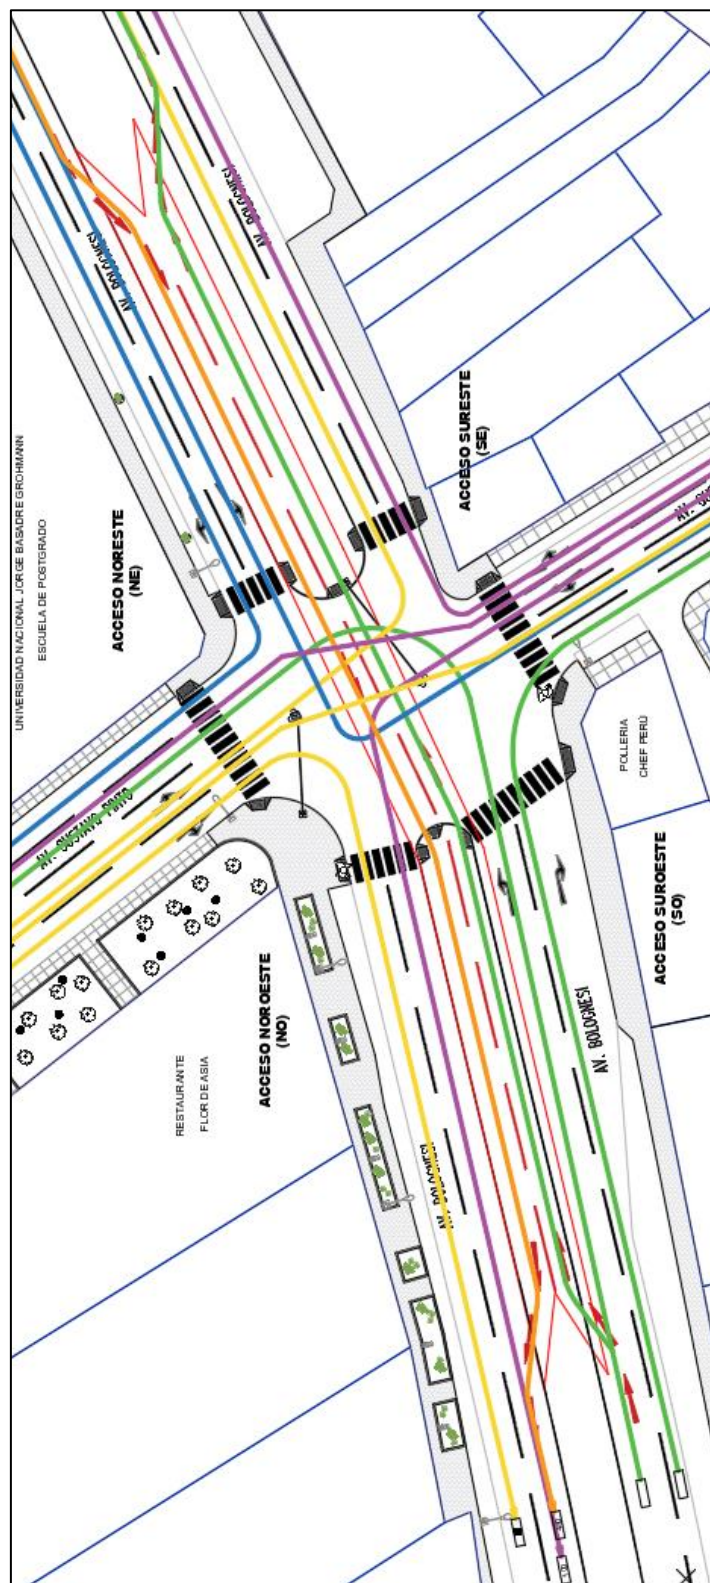 AV. BOLOGNESI
AV. BOLOGNESI
UNIVERSIDAD NACIONAL JORGE BASADRE GROHMANN
ESCUELA DE POSTGRADO
ACCESO NORESTE
(NE)
ACCESO SURESTE
(SE)
AV. GUSTAVO PINTO
POLLERIA
CHEF PERÚ
ACCESO SUROESTE
(SO)
ACCESO NOROESTE
(NO)
RESTAURANTE
FLOR DE ASIA
AV. BOLOGNESI
AV. BOLOGNESI